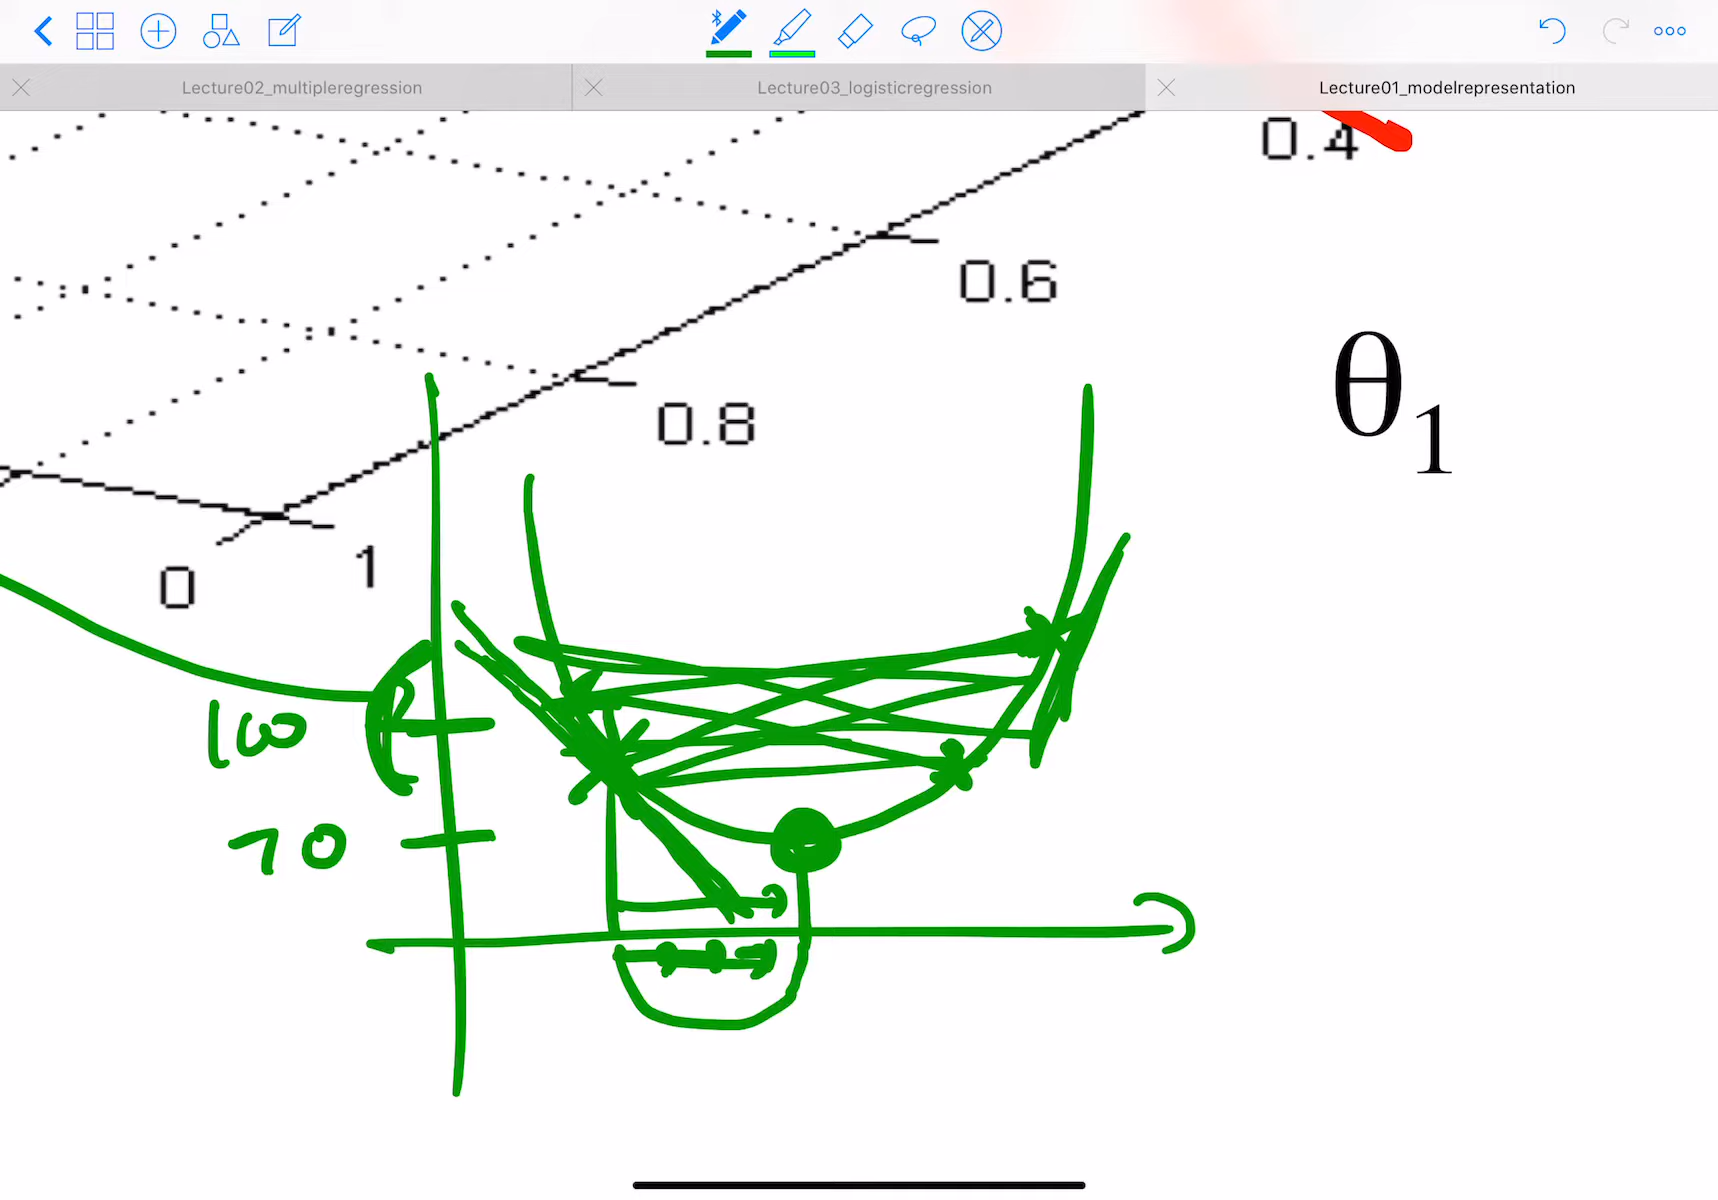 Lecture02_multipleregression
Lecture03_logisticregression
Lecture01_modelrepresentation
0.4
0.6
θ₁
0.8
1
0
100
70